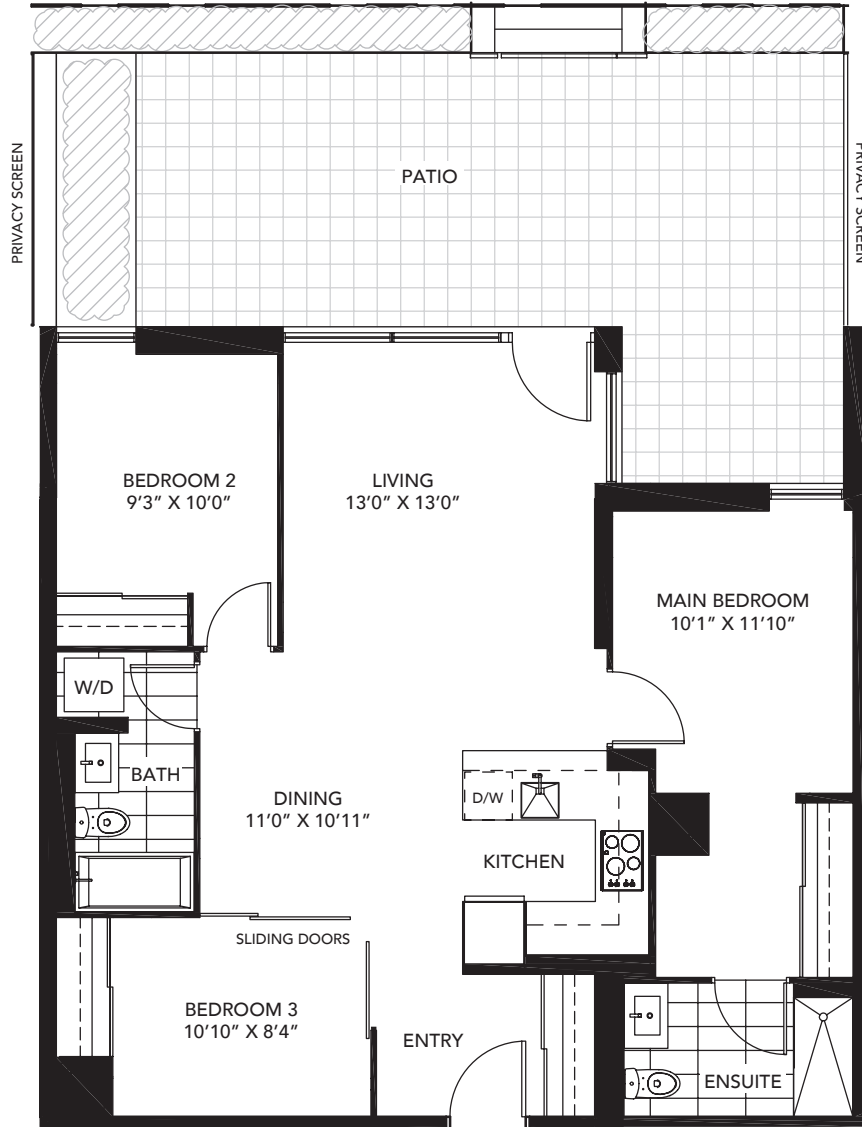 PRIVACY SCREEN
PATIO
PRIVACY SCREEN
BEDROOM 2
9'3" X 10'0"
LIVING
13'0" X 13'0"
MAIN BEDROOM
10'1" X 11'10"
W/D
BATH
DINING
11'0" X 10'11"
D/W
KITCHEN
SLIDING DOORS
BEDROOM 3
10'10" X 8'4"
ENTRY
ENSUITE